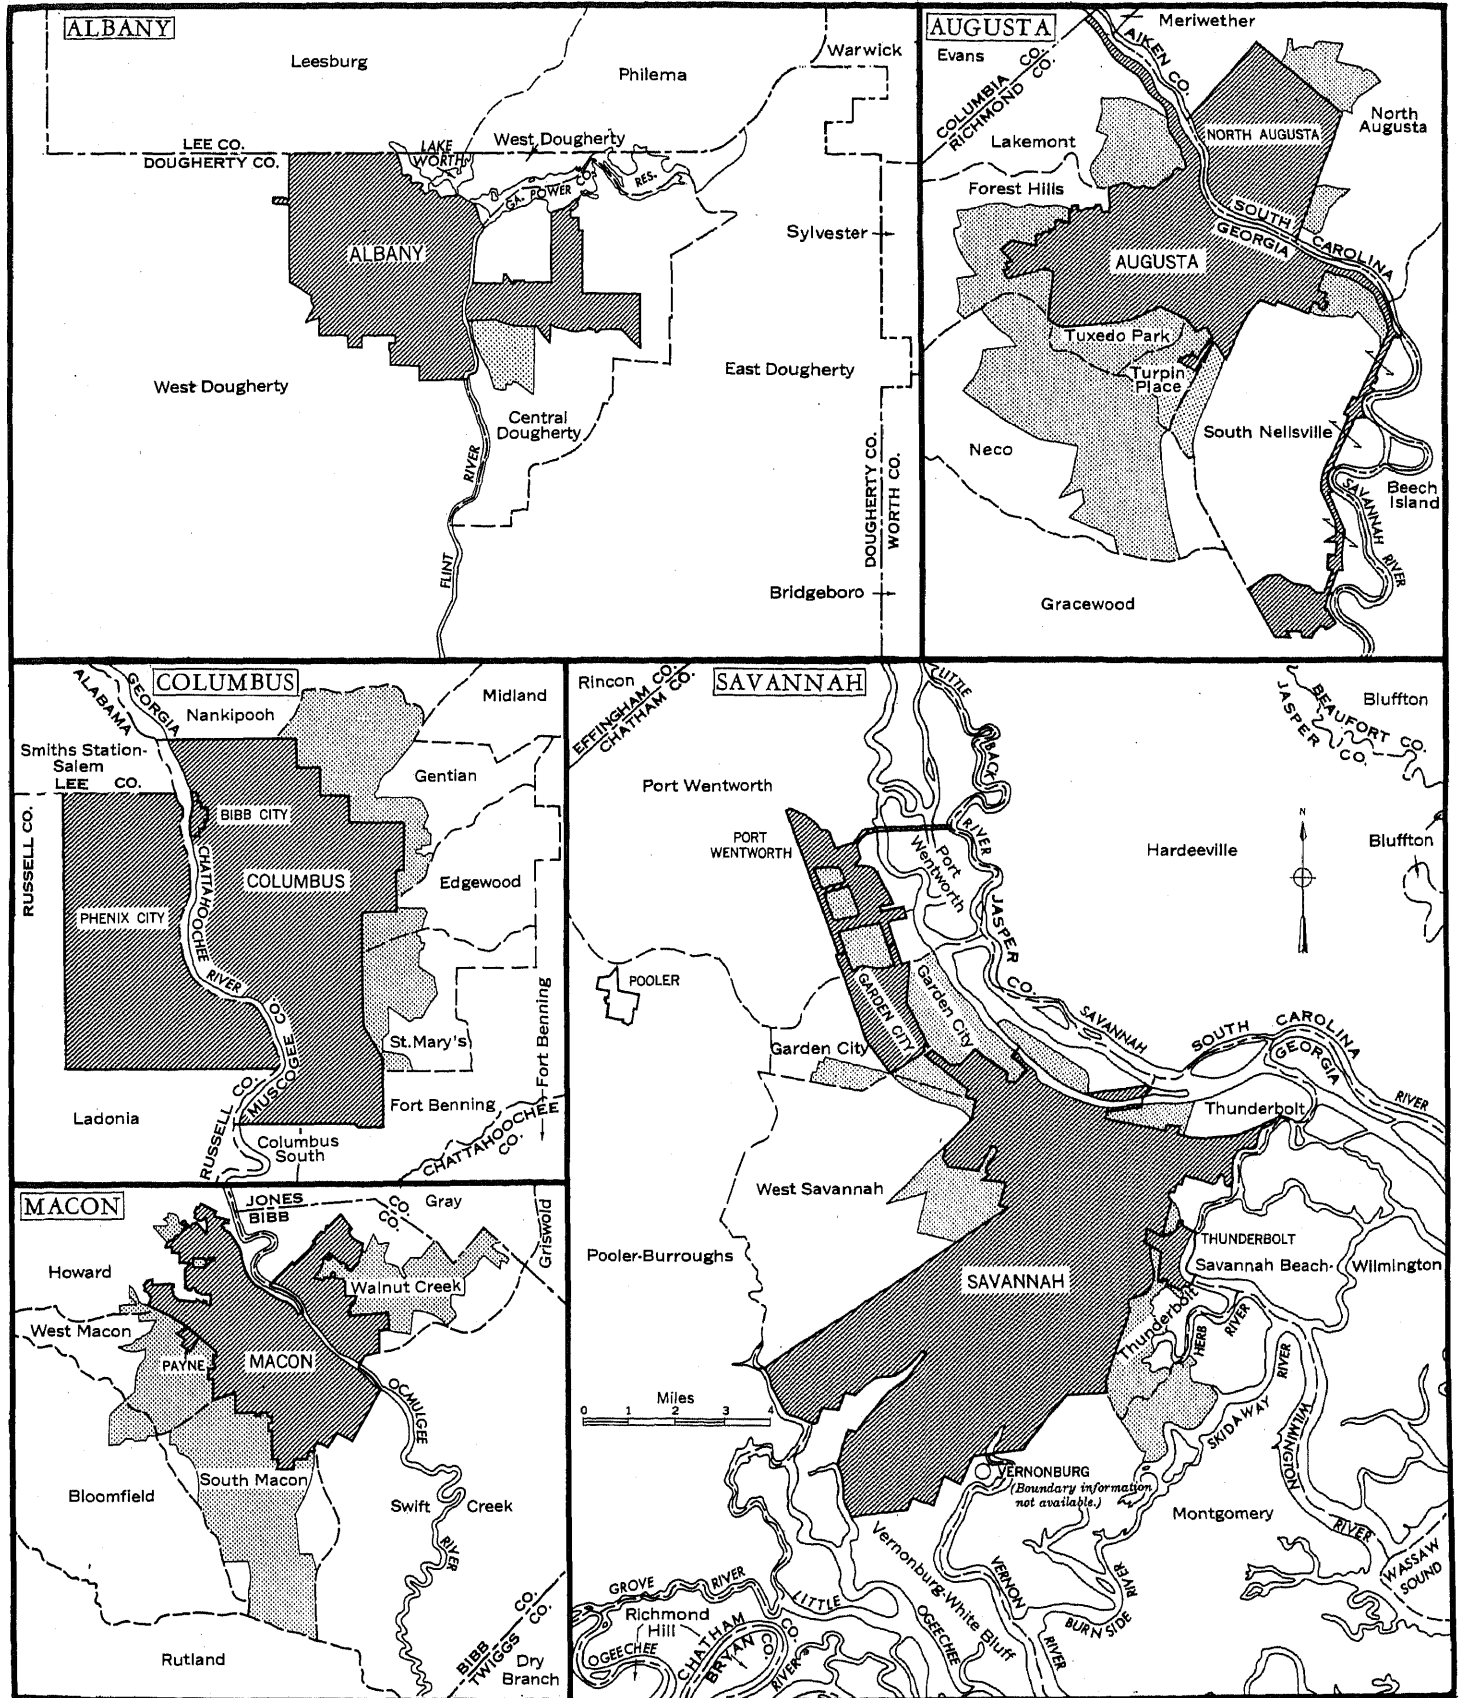 ALBANY
Leesburg
Philema
Warwick
West Dougherty
LAKE
WORTH
LEE CO.
DOUGHERTY CO.
GA. POWER CO. RES.
ALBANY
Sylvester
West Dougherty
East Dougherty
Central
Dougherty
FLINT RIVER
DOUGHERTY CO.
WORTH CO.
Bridgeboro
AUGUSTA
Meriwether
Evans
AIKEN CO.
COLUMBIA CO.
RICHMOND CO.
North
Augusta
NORTH AUGUSTA
Lakemont
Forest Hills
SOUTH CAROLINA
GEORGIA
AUGUSTA
Tuxedo Park
Turpin
Place
South Nellsville
Neco
Beech
Island
SAVANNAH RIVER
Gracewood
COLUMBUS
GEORGIA
ALABAMA
Nankipooh
Midland
Smiths Station-
Salem
LEE CO.
Gentian
BIBB CITY
RUSSELL CO.
COLUMBUS
Edgewood
PHENIX CITY
CHATTAHOOCHEE
RIVER
St. Mary's
Fort Benning
RUSSELL CO.
MUSCOGEE CO.
Ladonia
Fort Benning
Columbus
South
CHATTAHOOCHEE
CO.
MACON
JONES CO.
BIBB CO.
Gray
Griswold
Howard
Walnut Creek
West Macon
PAYNE
MACON
OCMULGEE
South Macon
Bloomfield
Swift Creek
RIVER
Rutland
BIBB CO.
TWIGGS CO.
Dry
Branch
SAVANNAH
Rincon
EFFINGHAM CO.
CHATHAM CO.
LITTLE
BACK
RIVER
BEAUFORT CO.
JASPER CO.
Bluffton
Port Wentworth
PORT
WENTWORTH
Port
Wentworth
Hardeeville
N
Bluffton
JASPER
CO.
POOLER
GARDEN CITY
Garden City
SAVANNAH
SOUTH CAROLINA
GEORGIA
RIVER
Garden City
Thunderbolt
West Savannah
Pooler-Burroughs
THUNDERBOLT
Savannah Beach-Wilmington
SAVANNAH
Thunderbolt
HERB
RIVER
Miles
0 1 2 3 4
SKIDAWAY
RIVER
WILMINGTON
RIVER
VERNONBURG
(Boundary information
not available.)
Montgomery
WASSAW
SOUND
Vernonburg-White Bluff
VERNON
RIVER
BURNSIDE
RIVER
GROVE RIVER
Richmond
Hill
LITTLE
OGEECHEE
OGEECHEE
CHATHAM CO.
BRYAN
RIVER